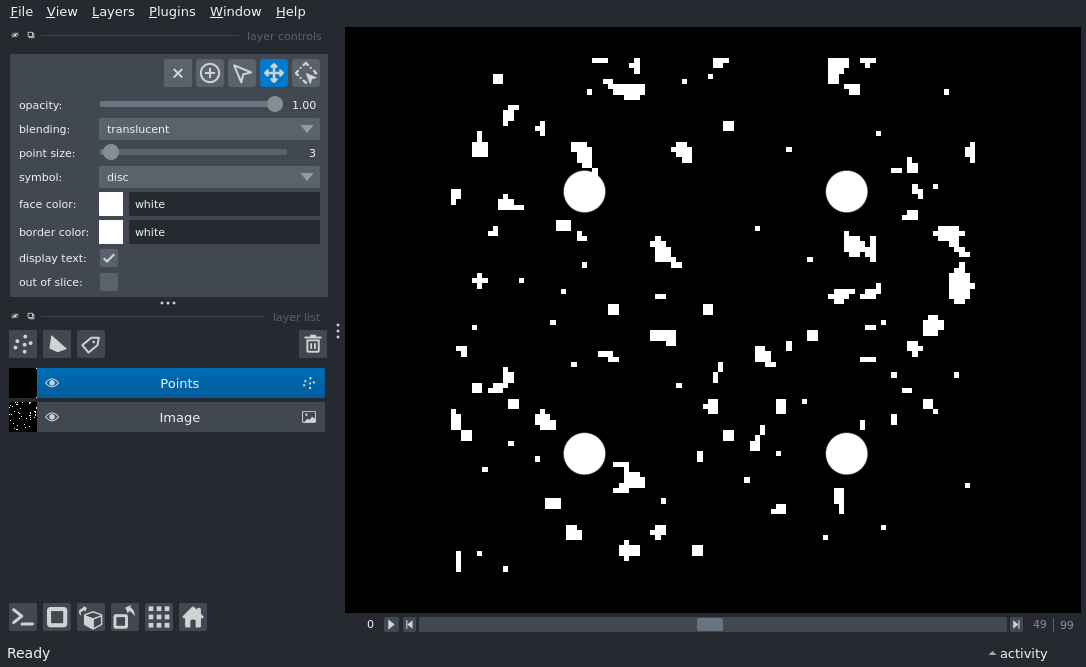 File View Layers Plugins Window Help
layer controls
opacity: 1.00
blending: translucent
point size: 3
symbol: disc
face color: white
border color: white
display text:
out of slice:
layer list
Points
Image
0 49 | 99
Ready activity